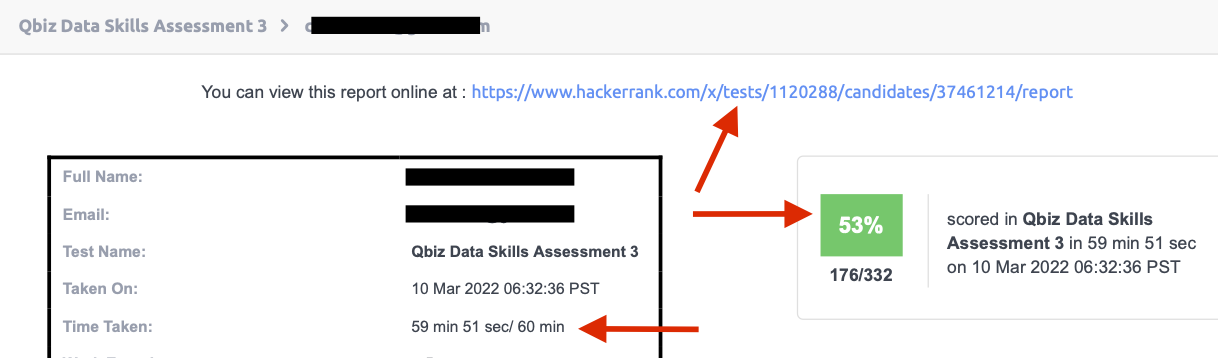 Qbiz Data Skills Assessment 3 >
You can view this report online at : https://www.hackerrank.com/x/tests/1120288/candidates/37461214/report
Full Name:
Email:
Test Name: Qbiz Data Skills Assessment 3
Taken On: 10 Mar 2022 06:32:36 PST
Time Taken: 59 min 51 sec/ 60 min
53%
176/332
scored in Qbiz Data Skills
Assessment 3 in 59 min 51 sec
on 10 Mar 2022 06:32:36 PST